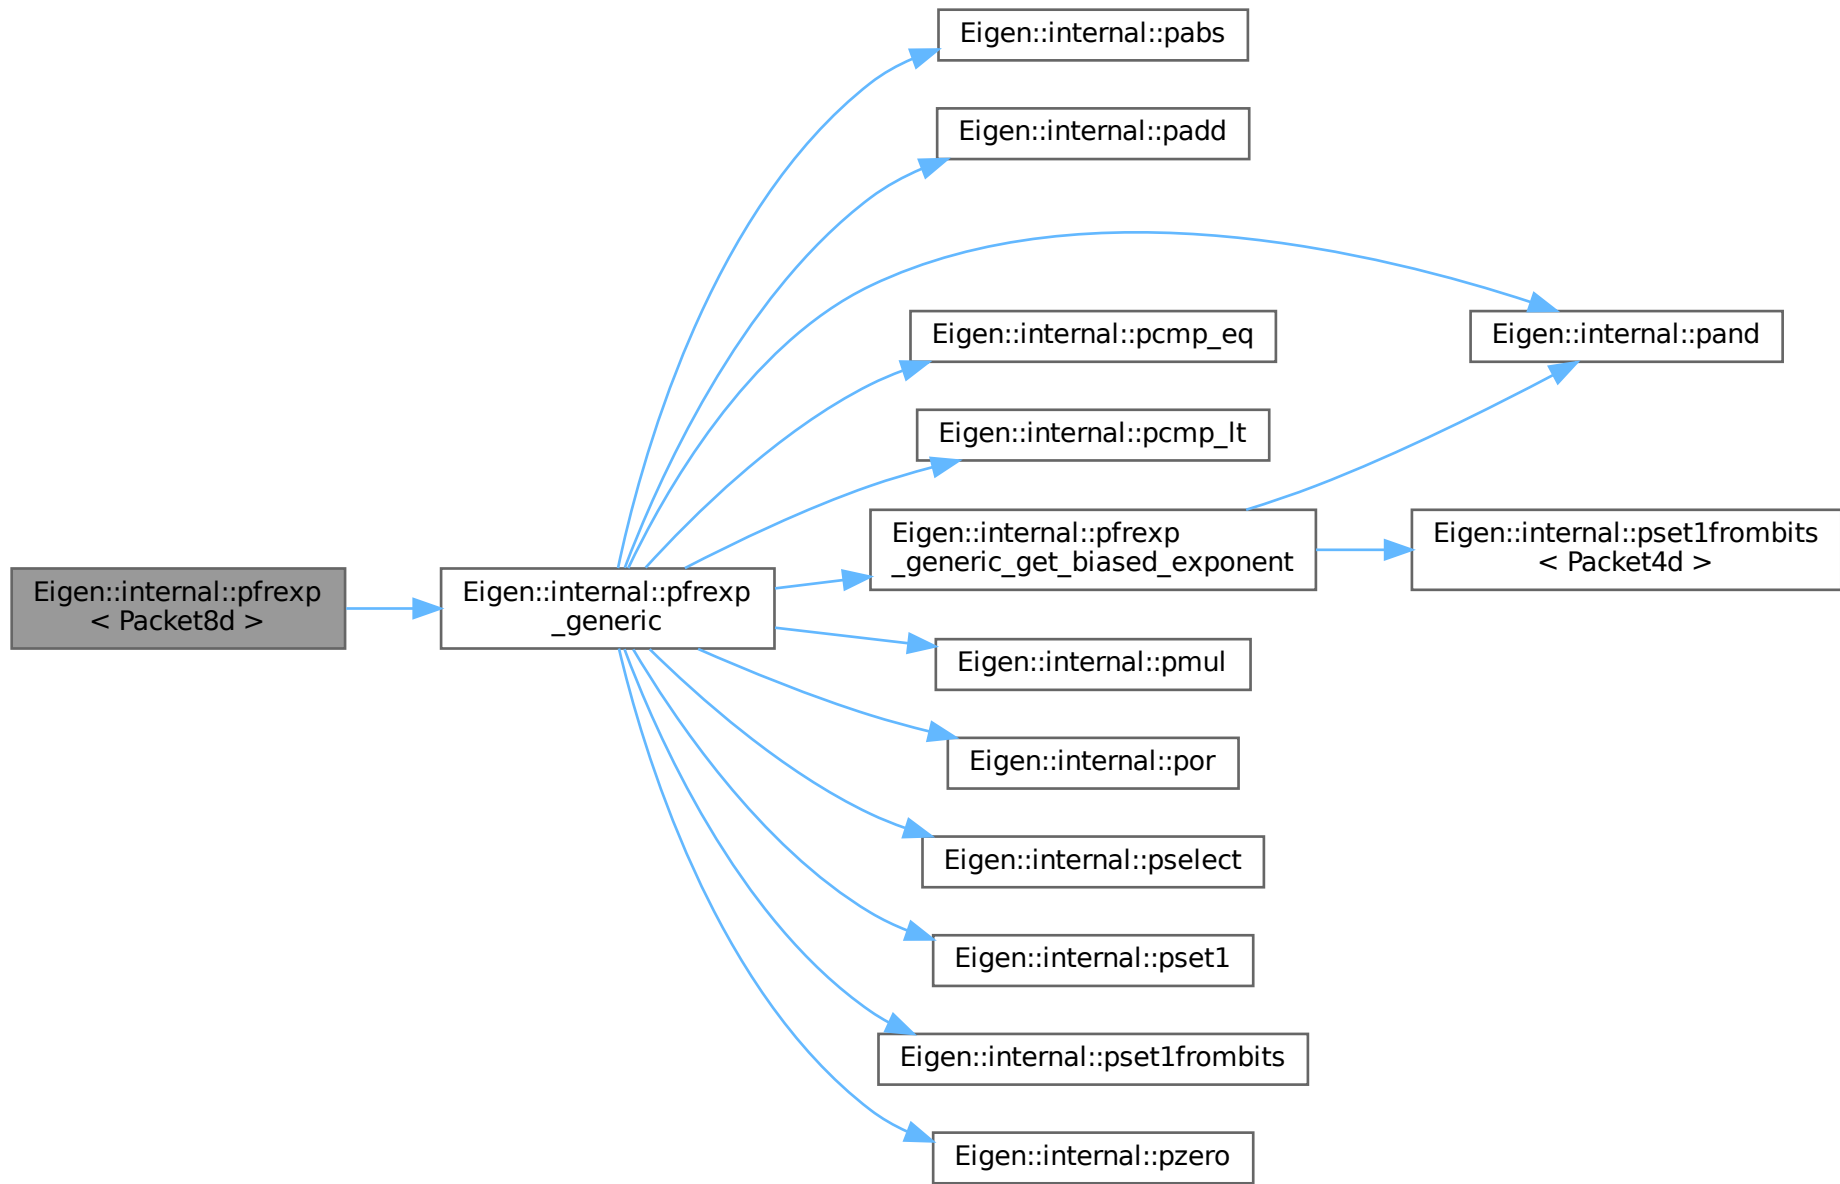 Eigen::internal::pfrexp
< Packet8d >
Eigen::internal::pfrexp
_generic
Eigen::internal::pabs
Eigen::internal::padd
Eigen::internal::pand
Eigen::internal::pcmp_eq
Eigen::internal::pcmp_lt
Eigen::internal::pfrexp
_generic_get_biased_exponent
Eigen::internal::pset1frombits
< Packet4d >
Eigen::internal::pmul
Eigen::internal::por
Eigen::internal::pselect
Eigen::internal::pset1
Eigen::internal::pset1frombits
Eigen::internal::pzero